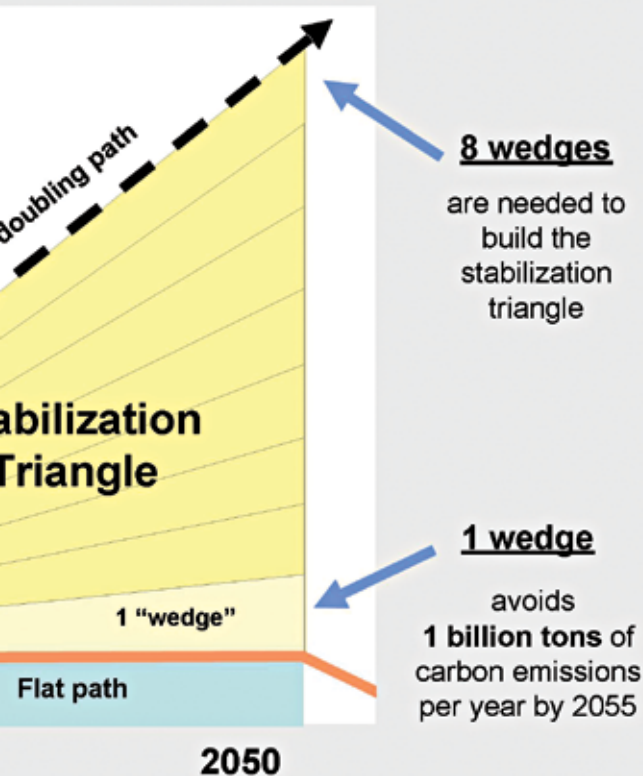 doubling path
8 wedges
are needed to
build the
stabilization
triangle
abilization
Triangle
1 wedge
avoids
1 billion tons of
carbon emissions
per year by 2055
1 “wedge”
Flat path
2050